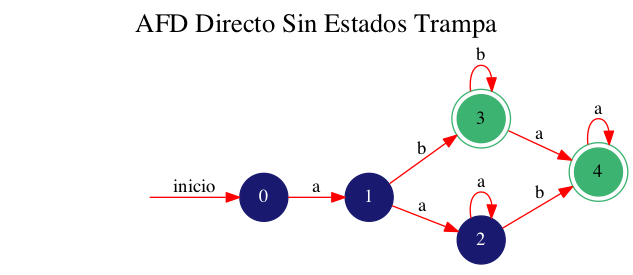 AFD Directo Sin Estados Trampa
b
3
a
a
4
b
inicio
0
a
1
a
a
b
2